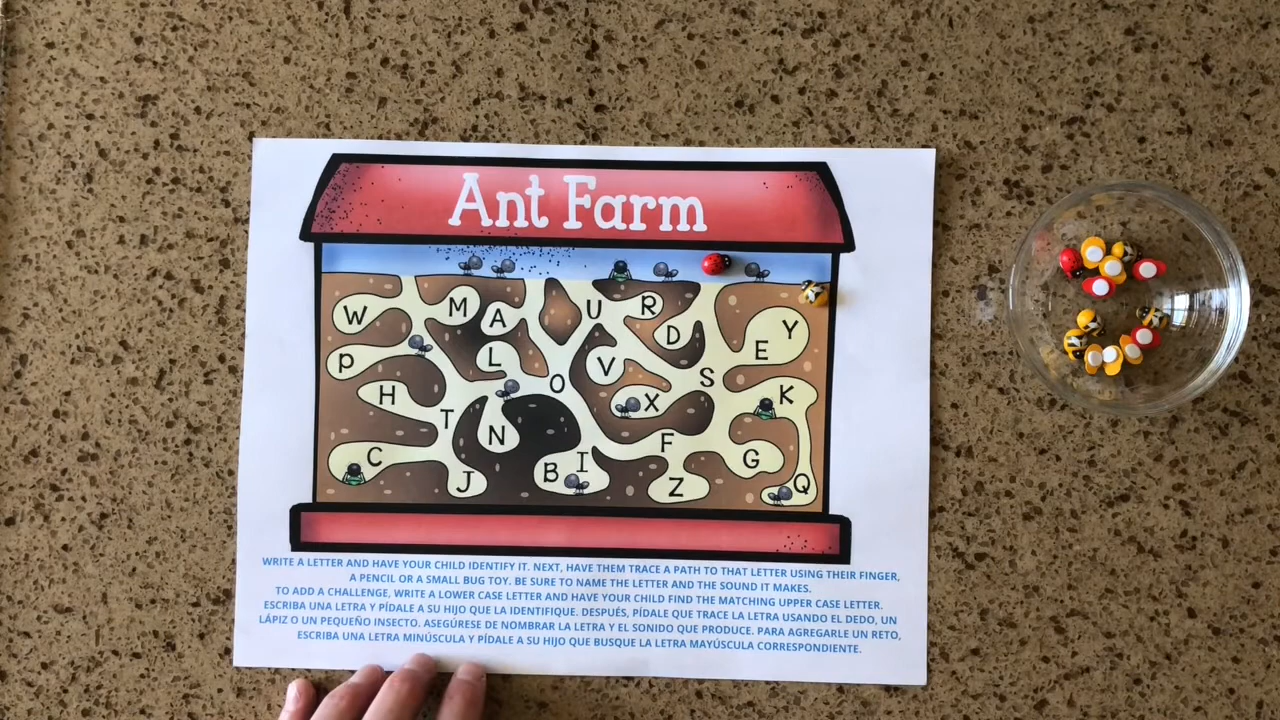 Ant Farm
W M A U R D Y
P L O V S E
H T N X K
C J B I F Z G Q
WRITE A LETTER AND HAVE YOUR CHILD IDENTIFY IT. NEXT, HAVE THEM TRACE A PATH TO THAT LETTER USING THEIR FINGER,
A PENCIL OR A SMALL BUG TOY. BE SURE TO NAME THE LETTER AND THE SOUND IT MAKES.
TO ADD A CHALLENGE, WRITE A LOWER CASE LETTER AND HAVE YOUR CHILD FIND THE MATCHING UPPER CASE LETTER.
ESCRIBA UNA LETRA Y PÍDALE A SU HIJO QUE LA IDENTIFIQUE. DESPUÉS, PÍDALE QUE TRACE LA LETRA USANDO EL DEDO, UN
LÁPIZ O UN PEQUEÑO INSECTO. ASEGÚRESE DE NOMBRAR LA LETRA Y EL SONIDO QUE PRODUCE. PARA AGREGARLE UN RETO,
ESCRIBA UNA LETRA MINÚSCULA Y PÍDALE A SU HIJO QUE BUSQUE LA LETRA MAYÚSCULA CORRESPONDIENTE.